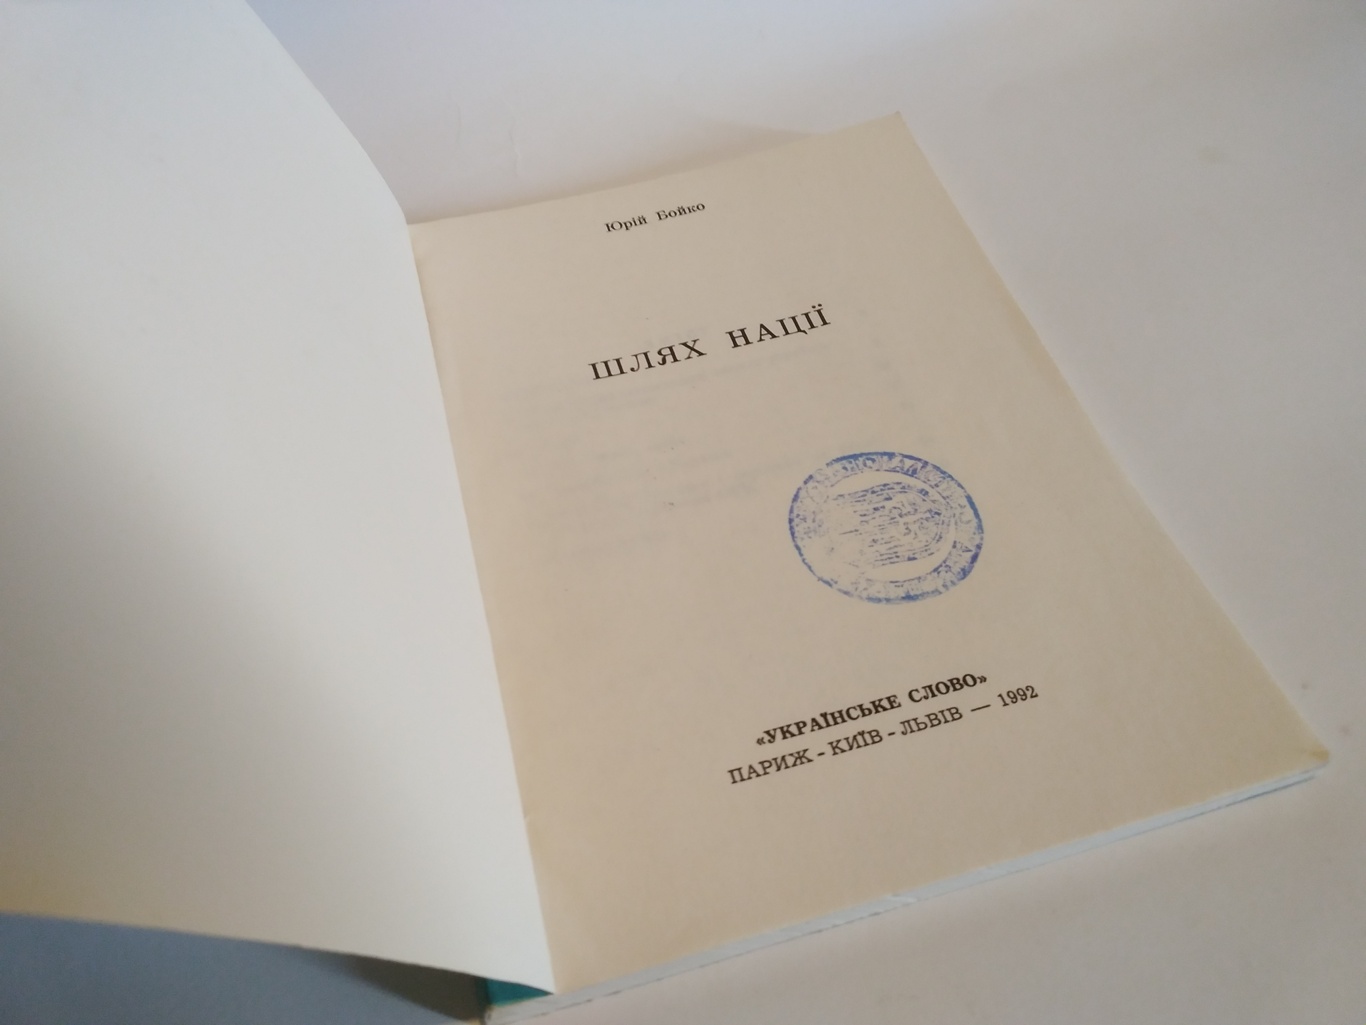 Юрій Бойко
ШЛЯХ НАЦІЇ
«УКРАЇНСЬКЕ СЛОВО»
ПАРИЖ - КИЇВ - ЛЬВІВ — 1992